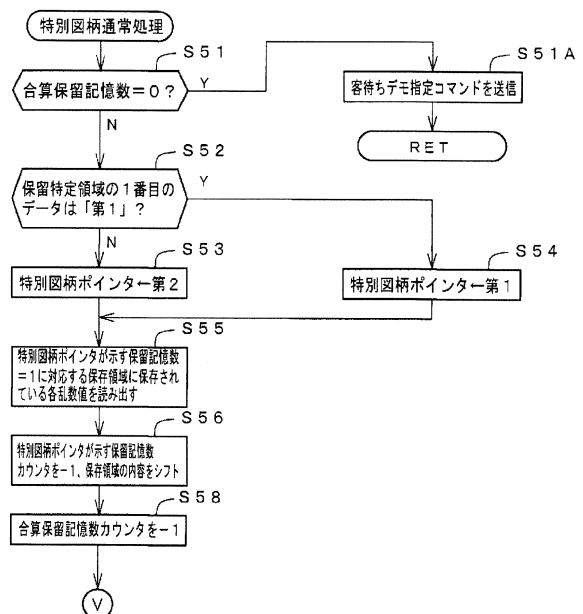 特別図柄通常処理
S51
合算保留記憶数=0?
Y
N
S51A
客待ちデモ指定コマンドを送信
RET
S52
保留特定領域の1番目の
データは「第1」?
Y
N
S53
特別図柄ポインタ←第2
S54
特別図柄ポインタ←第1
S55
特別図柄ポインタが示す保留記憶数
=1に対応する保存領域に保存され
ている各乱数値を読み出す
S56
特別図柄ポインタが示す保留記憶数
カウンタを-1、保存領域の内容をシフト
S58
合算保留記憶数カウンタを-1
V